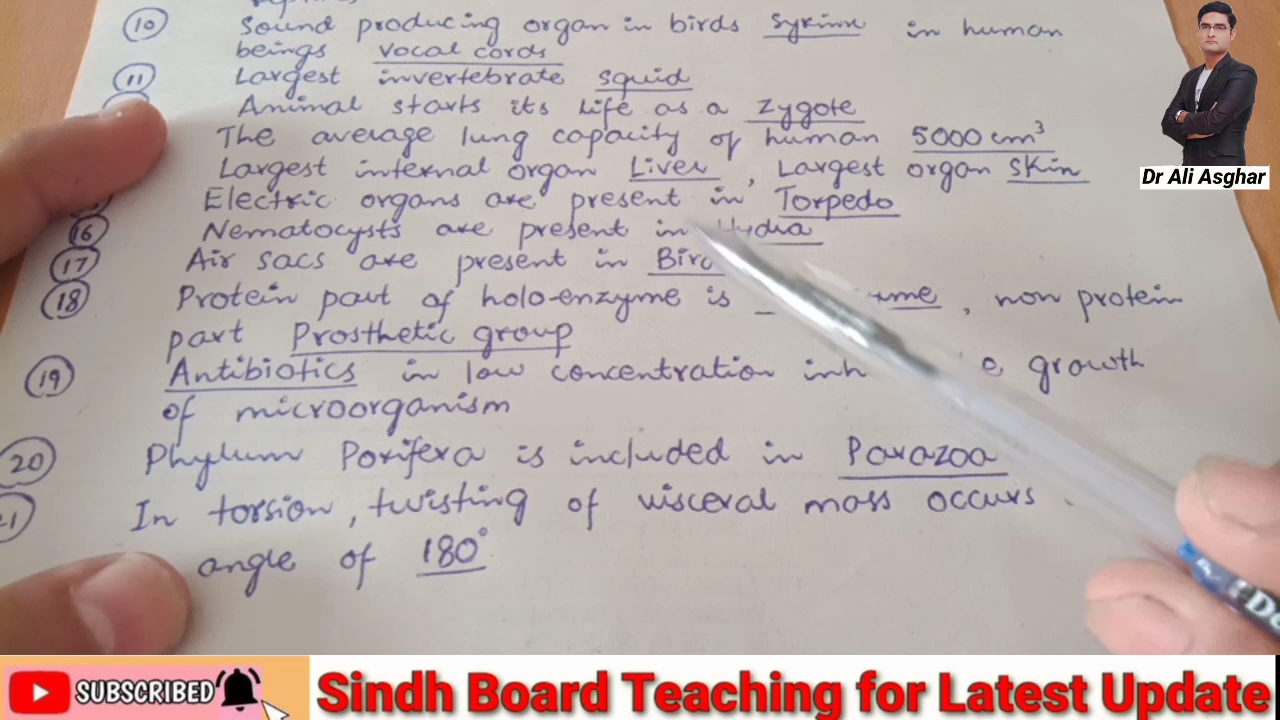 10 Sound producing organ in birds Syrinx in human
beings vocal cords
11 Largest invertebrate squid
Animal starts its life as a zygote
The average lung capacity of human 5000 cm³
Largest internal organ Liver, Largest organ skin
Electric organs are present in Torpedo
16 Nematocysts are present in Hydra
17 Air sacs are present in
18 Protein part of holo-enzyme is , non protein
part Prosthetic group
19 Antibiotics in low concentration growth
of microorganism
20 Phylum Porifera is included in Parazoa
In torsion, twisting of visceral mass occurs
angle of 180°
Dr Ali Asghar
SUBSCRIBED
Sindh Board Teaching for Latest Update